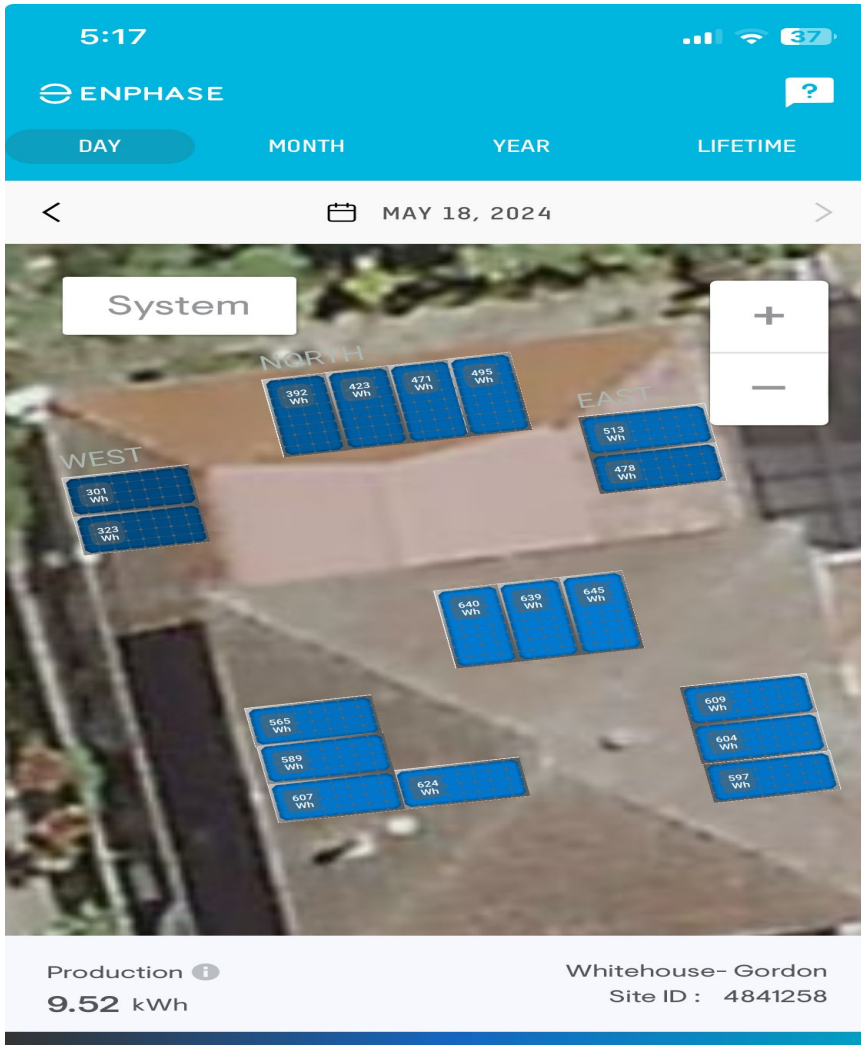 5:17
37
ENPHASE
?
DAY MONTH YEAR LIFETIME
< MAY 18, 2024 >
System
+
−
NORTH
392 Wh
423 Wh
471 Wh
495 Wh
EAST
513 Wh
478 Wh
WEST
301 Wh
323 Wh
640 Wh
639 Wh
645 Wh
565 Wh
589 Wh
607 Wh
624 Wh
609 Wh
604 Wh
597 Wh
Production i
9.52 kWh
Whitehouse- Gordon
Site ID : 4841258